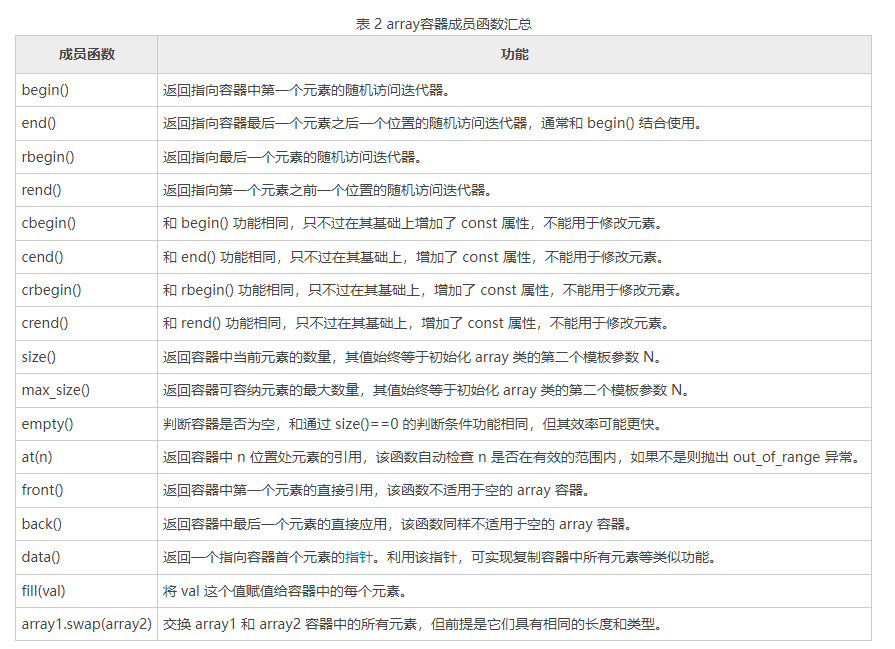 表 2 array容器成员函数汇总
成员函数 功能
begin() 返回指向容器中第一个元素的随机访问迭代器。
end() 返回指向容器最后一个元素之后一个位置的随机访问迭代器，通常和 begin() 结合使用。
rbegin() 返回指向最后一个元素的随机访问迭代器。
rend() 返回指向第一个元素之前一个位置的随机访问迭代器。
cbegin() 和 begin() 功能相同，只不过在其基础上增加了 const 属性，不能用于修改元素。
cend() 和 end() 功能相同，只不过在其基础上，增加了 const 属性，不能用于修改元素。
crbegin() 和 rbegin() 功能相同，只不过在其基础上，增加了 const 属性，不能用于修改元素。
crend() 和 rend() 功能相同，只不过在其基础上，增加了 const 属性，不能用于修改元素。
size() 返回容器中当前元素的数量，其值始终等于初始化 array 类的第二个模板参数 N。
max_size() 返回容器可容纳元素的最大数量，其值始终等于初始化 array 类的第二个模板参数 N。
empty() 判断容器是否为空，和通过 size()==0 的判断条件功能相同，但其效率可能更快。
at(n) 返回容器中 n 位置处元素的引用，该函数自动检查 n 是否在有效的范围内，如果不是则抛出 out_of_range 异常。
front() 返回容器中第一个元素的直接引用，该函数不适用于空的 array 容器。
back() 返回容器中最后一个元素的直接应用，该函数同样不适用于空的 array 容器。
data() 返回一个指向容器首个元素的指针。利用该指针，可实现复制容器中所有元素等类似功能。
fill(val) 将 val 这个值赋值给容器中的每个元素。
array1.swap(array2) 交换 array1 和 array2 容器中的所有元素，但前提是它们具有相同的长度和类型。